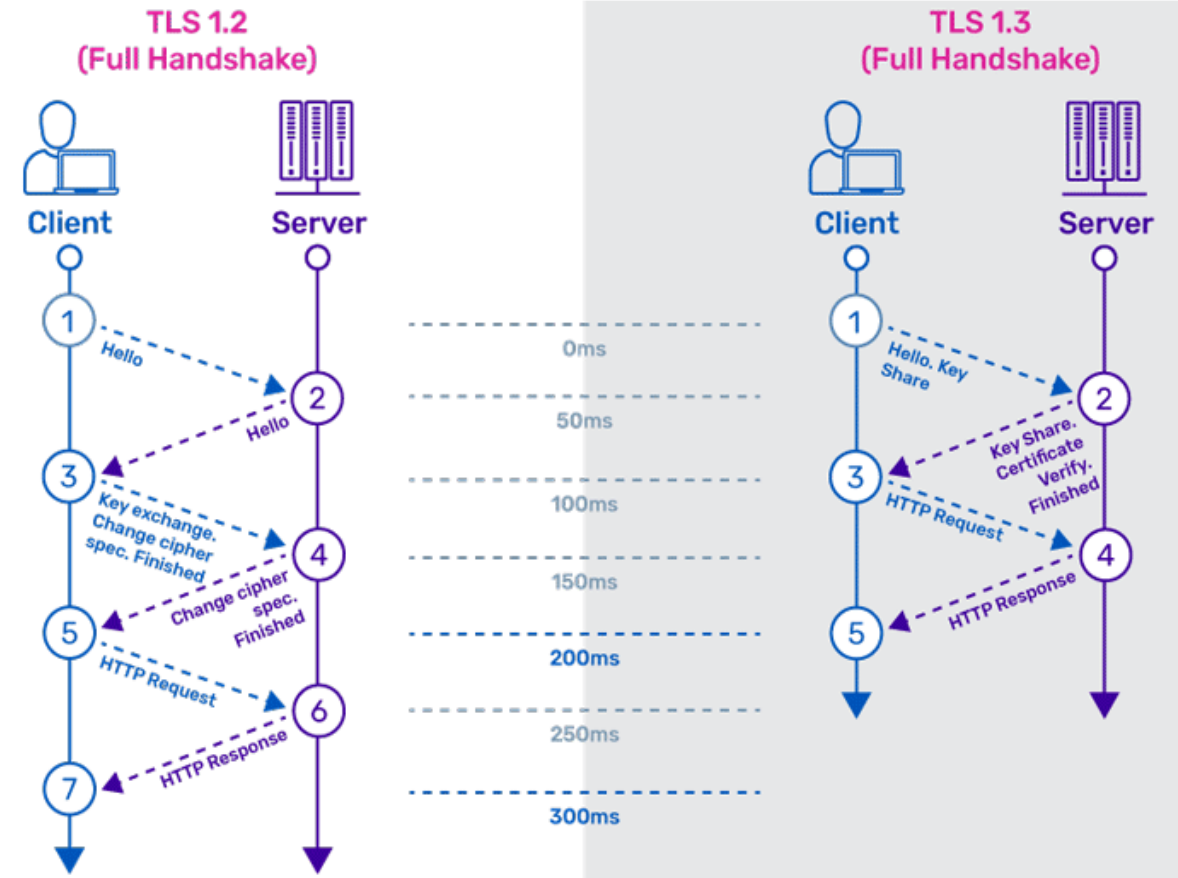 TLS 1.2
(Full Handshake)
Client
Server
1
Hello
2
Hello
3
Key exchange.
Change cipher
spec. Finished
4
Change cipher
spec.
Finished
5
HTTP Request
6
HTTP Response
7
0ms
50ms
100ms
150ms
200ms
250ms
300ms
TLS 1.3
(Full Handshake)
Client
Server
1
Hello. Key
Share
2
Key Share.
Certificate
Verify.
Finished
3
HTTP Request
4
HTTP Response
5